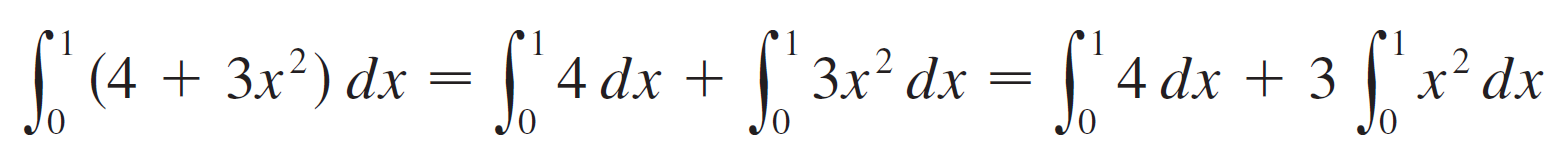 ∫₀¹ (4 + 3x²) dx = ∫₀¹ 4 dx + ∫₀¹ 3x² dx = ∫₀¹ 4 dx + 3 ∫₀¹ x² dx